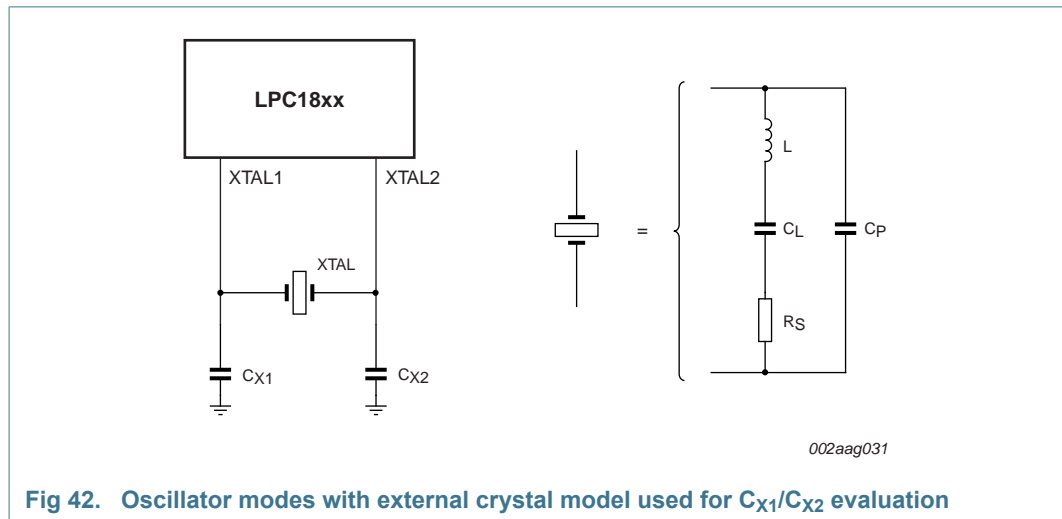 LPC18xx
XTAL1 XTAL2
XTAL
CX1 CX2
=
L
CL CP
RS
002aag031
Fig 42. Oscillator modes with external crystal model used for CX1/CX2 evaluation